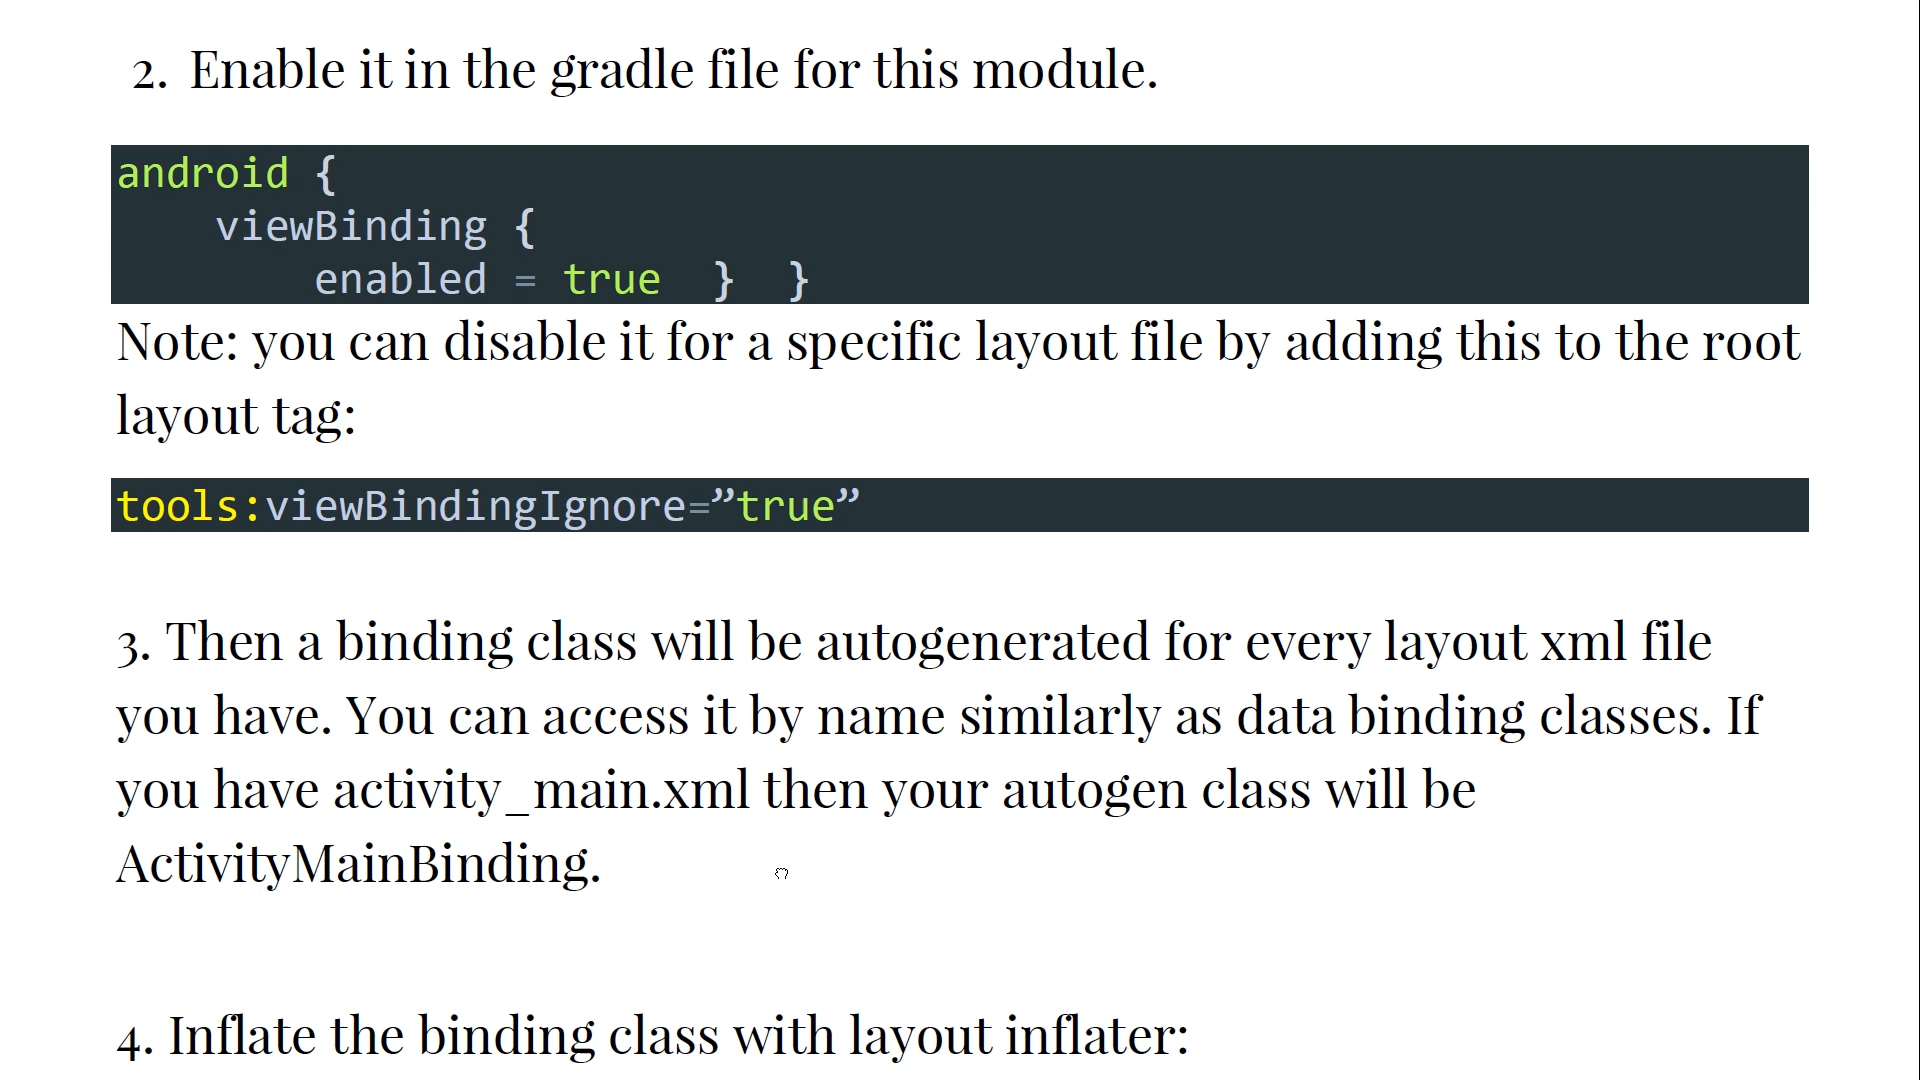 2. Enable it in the gradle file for this module.
android {
    viewBinding {
        enabled = true  }  }
Note: you can disable it for a specific layout file by adding this to the root
layout tag:
tools:viewBindingIgnore=”true”
3. Then a binding class will be autogenerated for every layout xml file
you have. You can access it by name similarly as data binding classes. If
you have activity_main.xml then your autogen class will be
ActivityMainBinding.
4. Inflate the binding class with layout inflater: